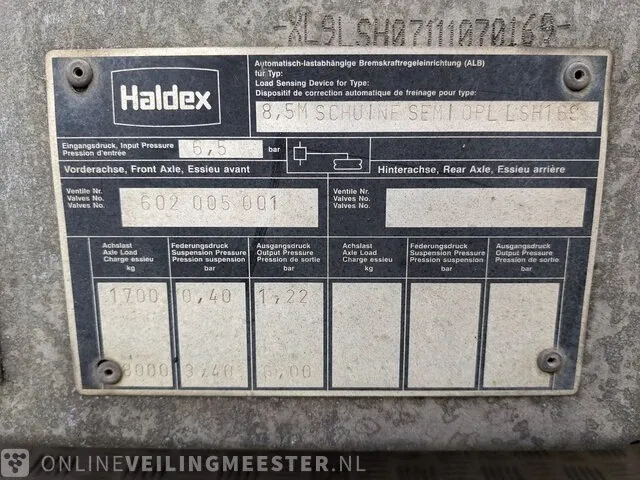 -XL9LSH07111070169-
Haldex
Automatisch-lastabhängige Bremskraftregeleinrichtung (ALB)
für Typ:
Load Sensing Device for Type:
Dispositif de correction automatique de freinage pour type:
8,5M SCHUINE SEMI OPL LSH16S
Eingangsdruck, Input Pressure
Pression d'entrée
6,5
bar
Vorderachse, Front Axle, Essieu avant
Hinterachse, Rear Axle, Essieu arrière
Ventile Nr.
Valves No.
Valves No.
602 005 001
Ventile Nr.
Valves No.
Valves No.
Achslast
Axle Load
Charge essieu
kg
Federungsdruck
Suspension Pressure
Pression suspension
bar
Ausgangsdruck
Output Pressure
Pression de sortie
bar
Achslast
Axle Load
Charge essieu
kg
Federungsdruck
Suspension Pressure
Pression suspension
bar
Ausgangsdruck
Output Pressure
Pression de sortie
bar
1700 0,40 1,22
8000 3,40 6,00
ONLINEVEILINGMEESTER.NL